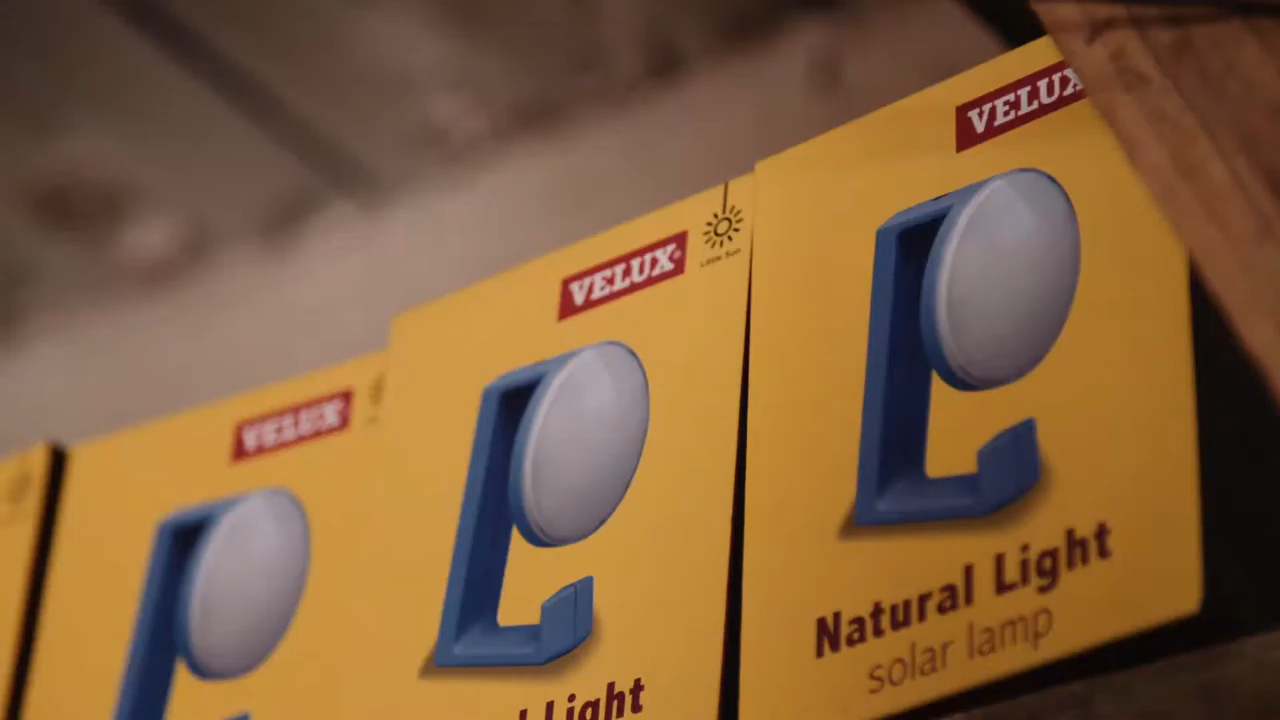 VELUX
Natural Light
solar lamp
VELUX
Little Sun
Light
VELUX